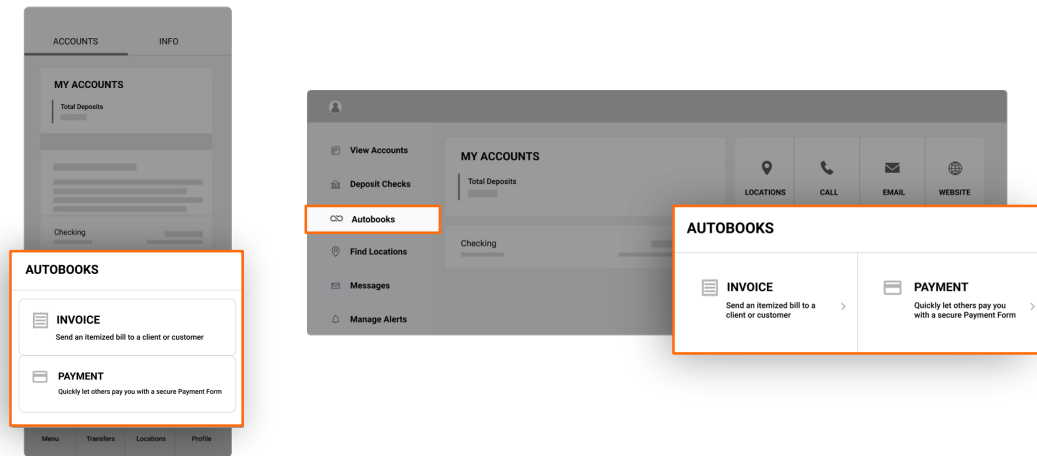 ACCOUNTS INFO
MY ACCOUNTS
Total Deposits
Checking
AUTOBOOKS
INVOICE
Send an itemized bill to a client or customer
PAYMENT
Quickly let others pay you with a secure Payment Form
Menu Transfers Locations Profile
View Accounts
Deposit Checks
Autobooks
Find Locations
Messages
Manage Alerts
MY ACCOUNTS
Total Deposits
Checking
LOCATIONS CALL EMAIL WEBSITE
AUTOBOOKS
INVOICE
Send an itemized bill to a
client or customer
PAYMENT
Quickly let others pay you
with a secure Payment Form